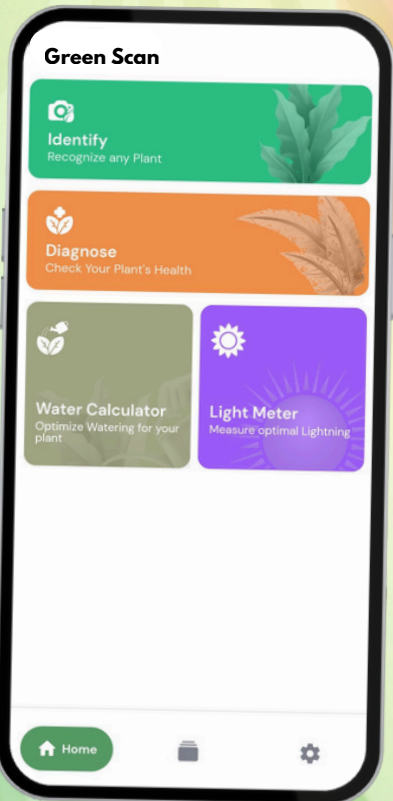 Green Scan
Identify
Recognize any Plant
Diagnose
Check Your Plant's Health
Water Calculator
Optimize Watering for your
plant
Light Meter
Measure optimal Lightning
Home